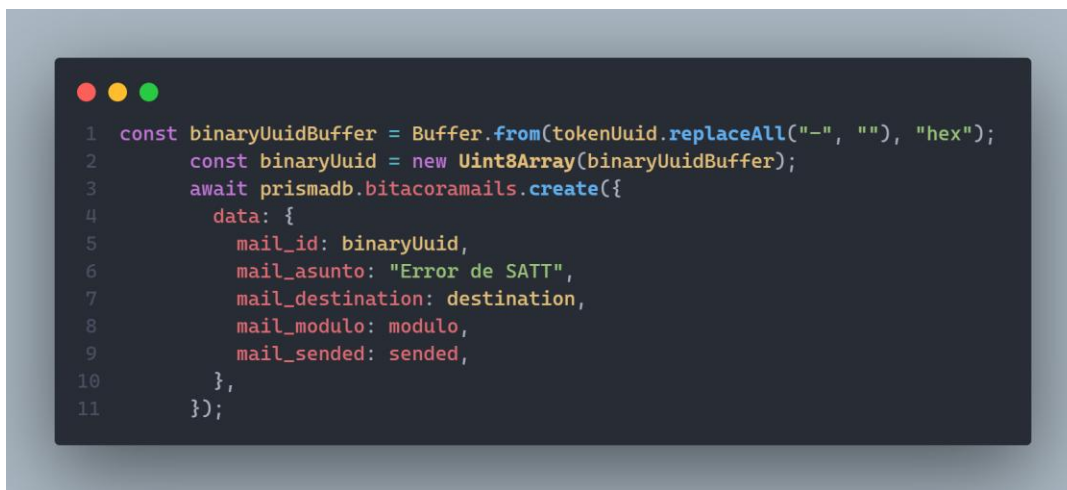 1 const binaryUuidBuffer = Buffer.from(tokenUuid.replaceAll("-", ""), "hex");
2 const binaryUuid = new Uint8Array(binaryUuidBuffer);
3 await prismadb.bitacoramails.create({
4 data: {
5 mail_id: binaryUuid,
6 mail_asunto: "Error de SATT",
7 mail_destination: destination,
8 mail_modulo: modulo,
9 mail_sended: sended,
10 },
11 });